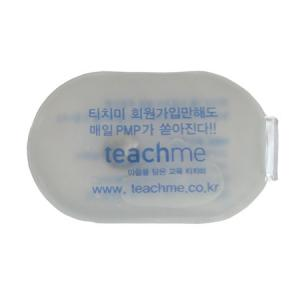 티치미 회원가입만해도
매일 PMP가 쏟아진다!!
teachme
마음을 담은 교육 티치미
www.teachme.co.kr